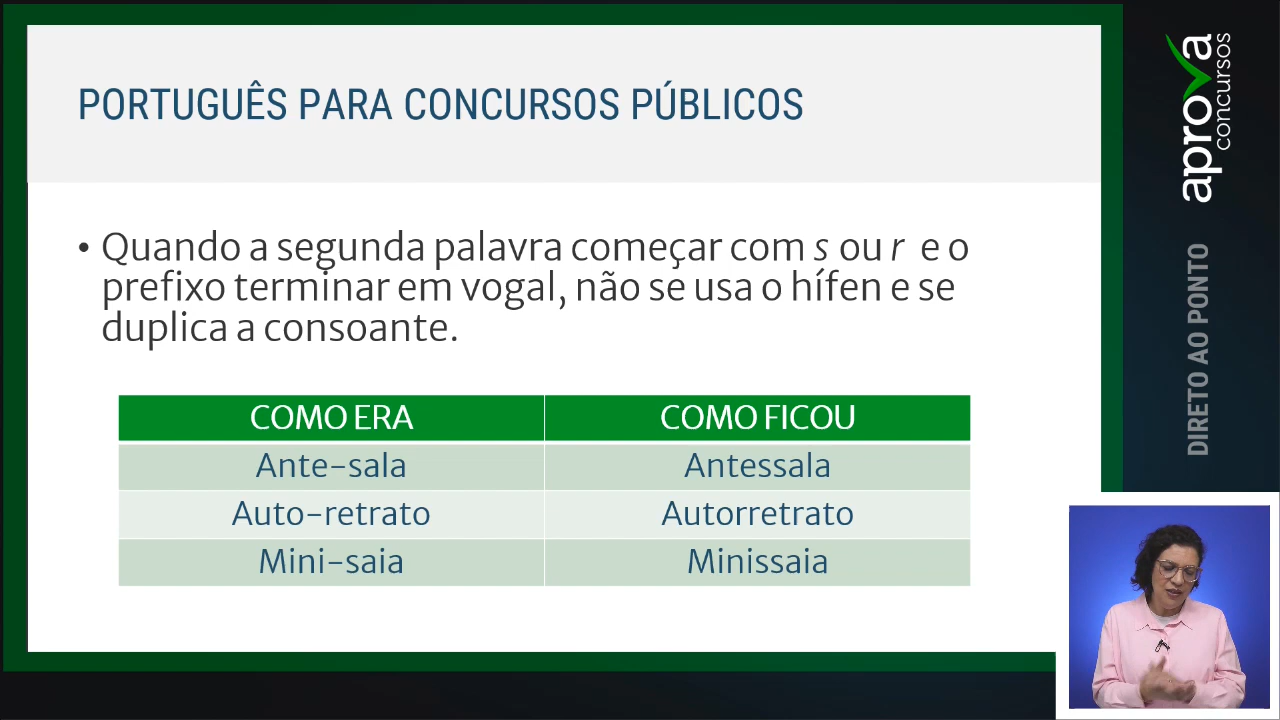 PORTUGUÊS PARA CONCURSOS PÚBLICOS
• Quando a segunda palavra começar com s ou r e o
prefixo terminar em vogal, não se usa o hífen e se
duplica a consoante.
COMO ERA COMO FICOU
Ante-sala Antessala
Auto-retrato Autorretrato
Mini-saia Minissaia
aprova
concursos
DIRETO AO PONTO